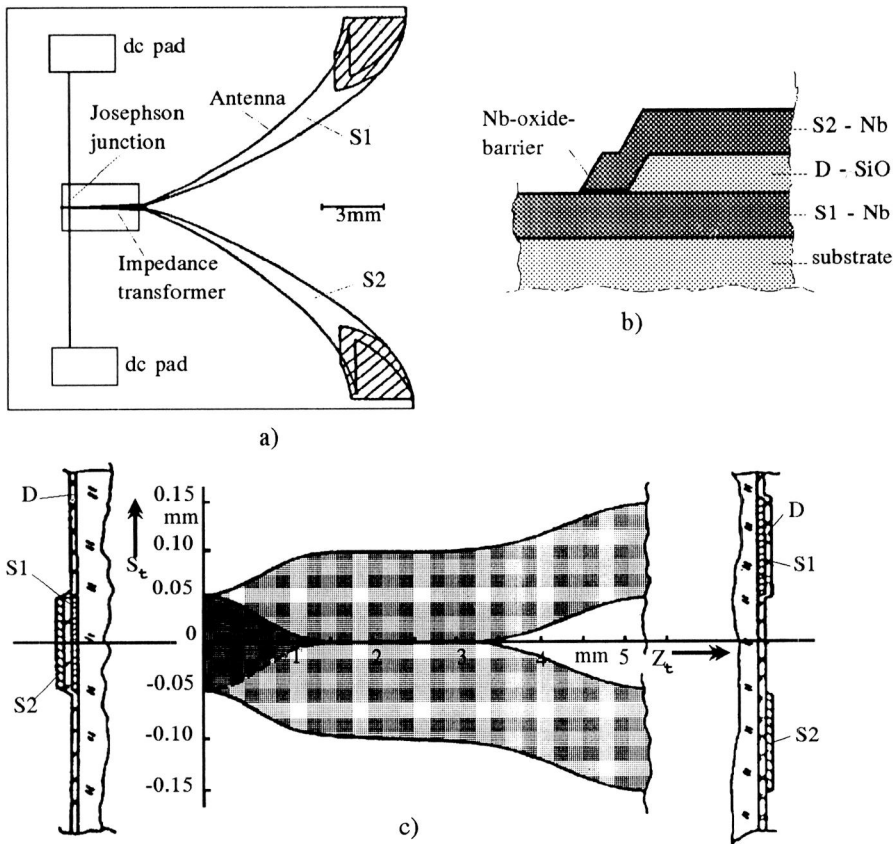 dc pad
Josephson
junction
Antenna
S1
3mm
Impedance
transformer
S2
dc pad
a)
Nb-oxide-
barrier
S2 - Nb
D - SiO
S1 - Nb
substrate
b)
D
S1
S2
0.15
mm
0.10
S_t
0.05
0
-0.05
-0.10
-0.15
1
2
3
4
mm
5
Z_t
D
S1
S2
c)